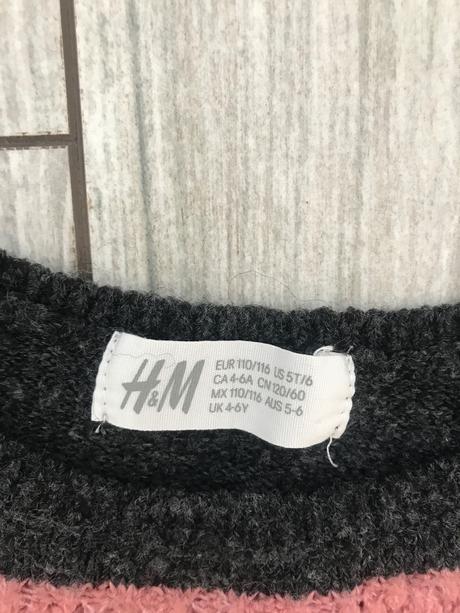 H&M
EUR 110/116 US 5T/6
CA 4-6A CN 120/60
MX 110/116 AUS 5-6
UK 4-6Y